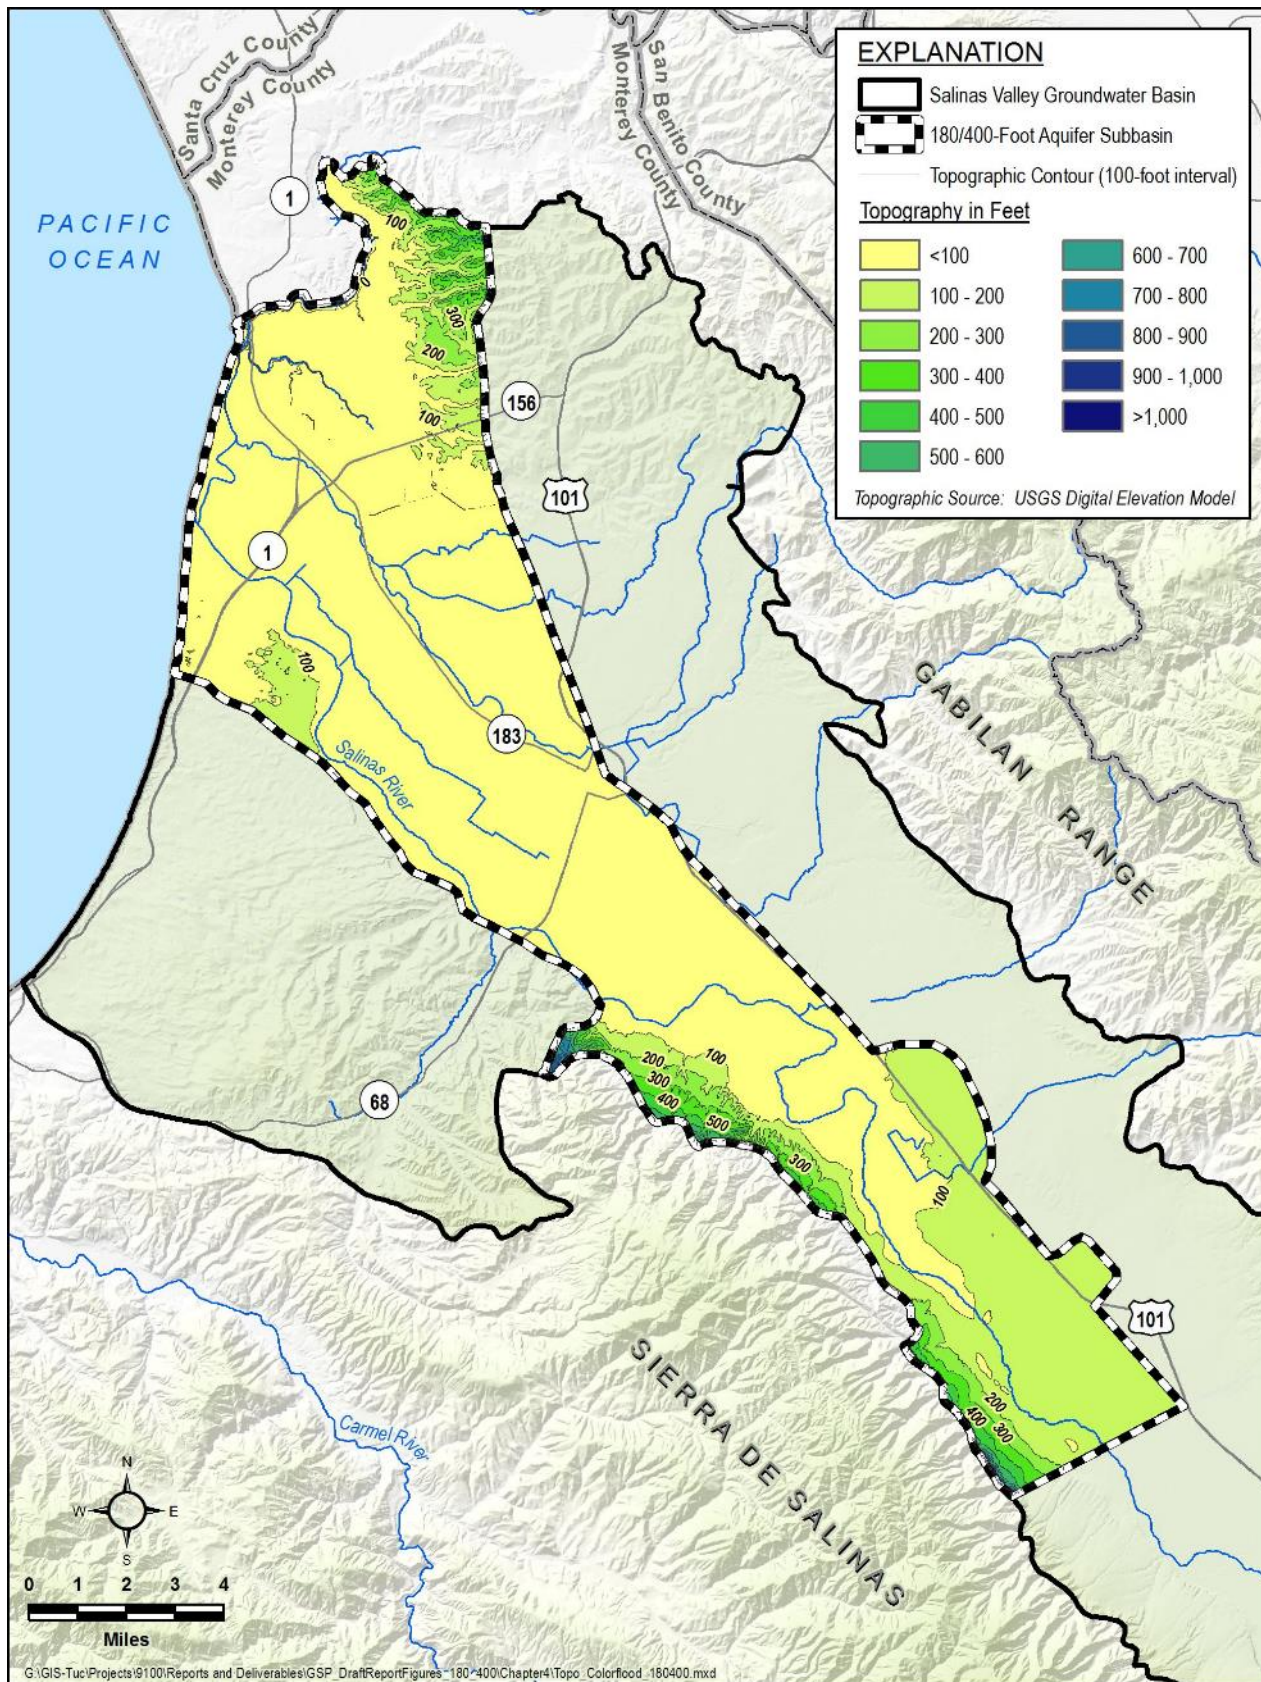 Santa Cruz County
Monterey County
San Benito County
Monterey County
EXPLANATION
Salinas Valley Groundwater Basin
180/400-Foot Aquifer Subbasin
Topographic Contour (100-foot interval)
Topography in Feet
<100
100 - 200
200 - 300
300 - 400
400 - 500
500 - 600
600 - 700
700 - 800
800 - 900
900 - 1,000
>1,000
Topographic Source: USGS Digital Elevation Model
PACIFIC
OCEAN
1
100
0
300
200
100
156
101
1
100
183
Salinas River
GABILAN RANGE
68
200
100
300
400
500
300
100
101
200
400
300
SIERRA DE SALINAS
Carmel River
N
W
E
S
0 1 2 3 4
Miles
G:\GIS-Tuc\Projects\9100\Reports and Deliverables\GSP_DraftReportFigures_180_400\Chapter4\Topo_Colorflood_180400.mxd